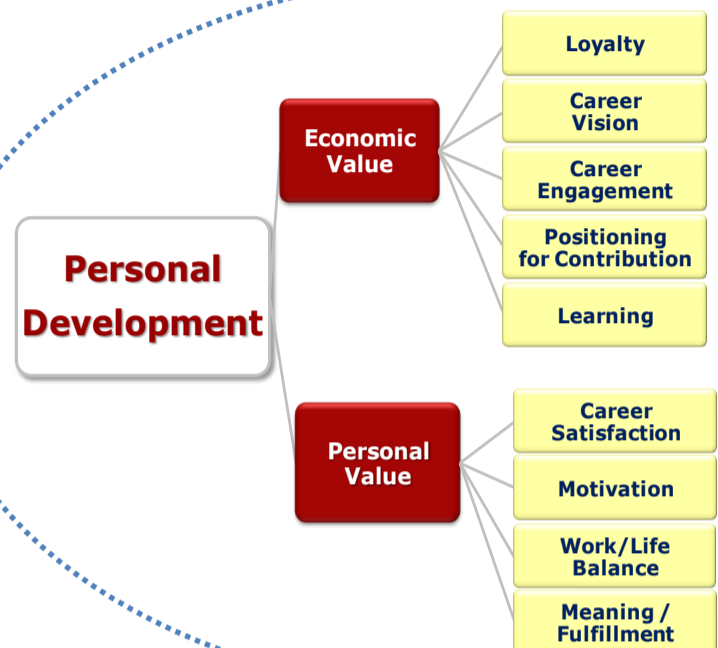 Personal
Development
Economic
Value
Loyalty
Career
Vision
Career
Engagement
Positioning
for Contribution
Learning
Personal
Value
Career
Satisfaction
Motivation
Work/Life
Balance
Meaning /
Fulfillment